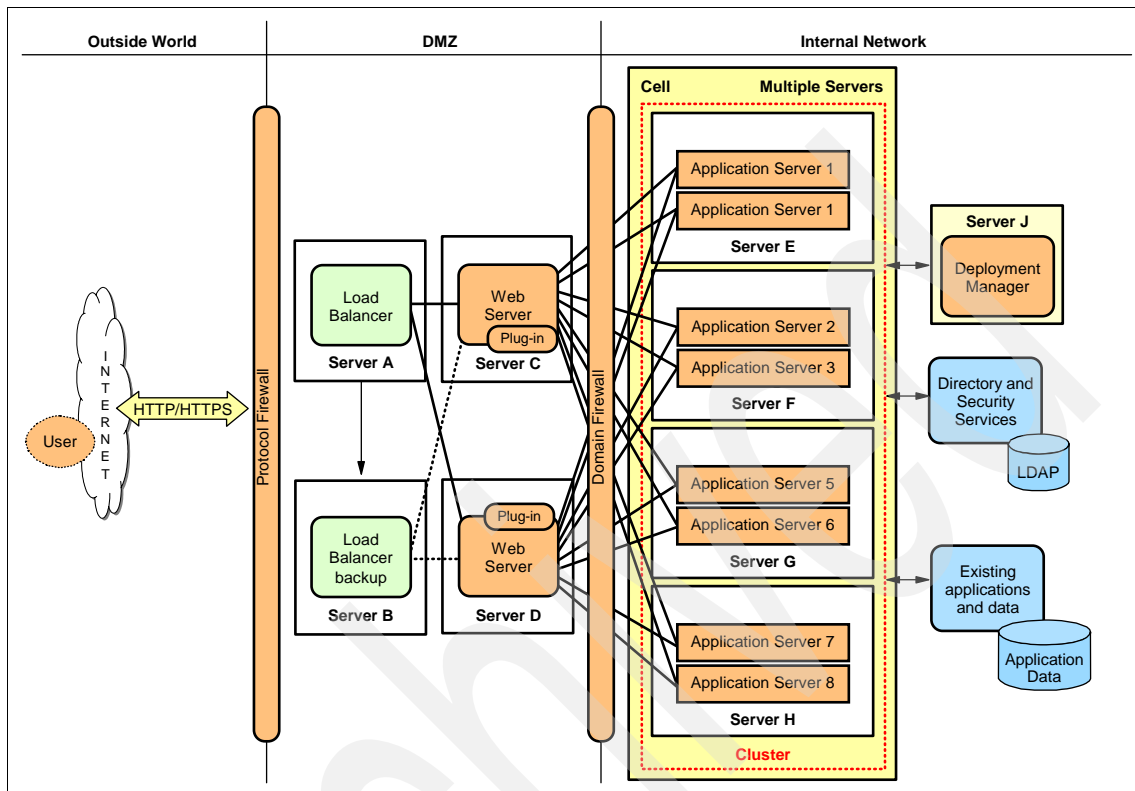 Outside World
DMZ
Internal Network
Cell
Multiple Servers
Application Server 1
Application Server 1
Server E
Server J
Deployment
Manager
Load
Balancer
Server A
Web
Server
Plug-in
Server C
Application Server 2
Application Server 3
Server F
Directory and
Security
Services
LDAP
User
INTERNET
HTTP/HTTPS
Protocol Firewall
Domain Firewall
Application Server 5
Application Server 6
Server G
Load
Balancer
backup
Server B
Plug-in
Web
Server
Server D
Existing
applications
and data
Application
Data
Application Server 7
Application Server 8
Server H
Cluster